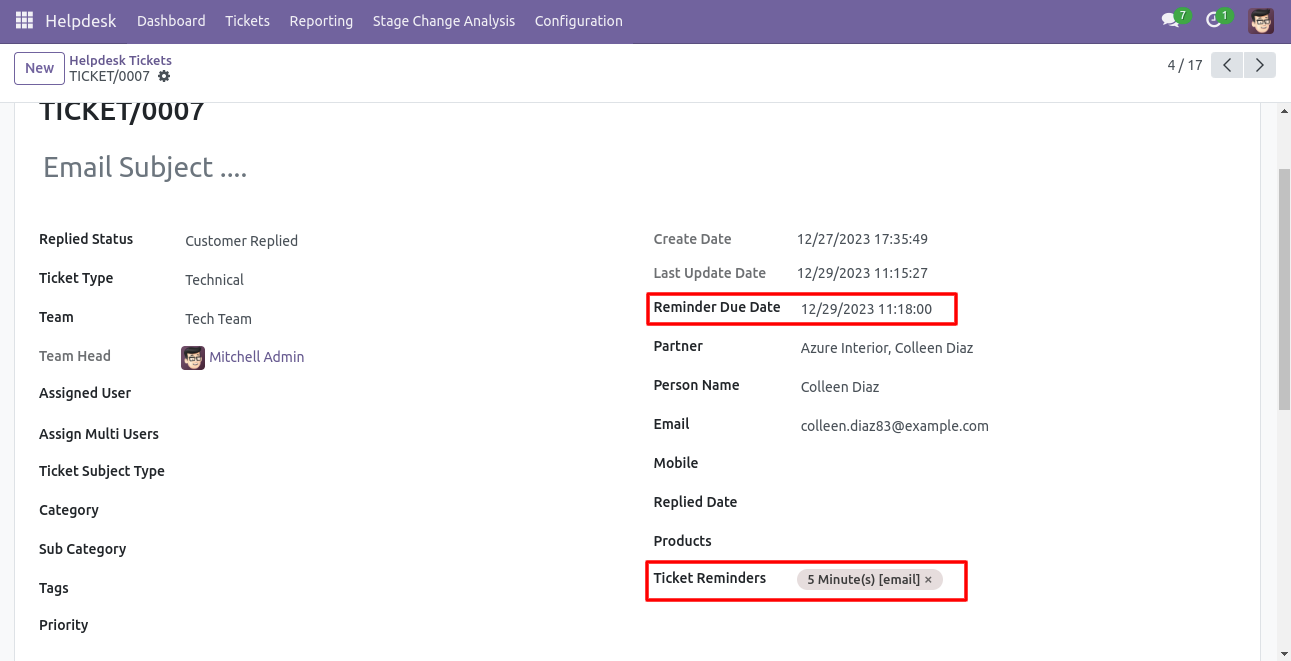 Helpdesk Dashboard Tickets Reporting Stage Change Analysis Configuration 7 1
New Helpdesk Tickets
TICKET/0007 4 / 17
TICKET/0007
Email Subject ....
Replied Status Customer Replied
Ticket Type Technical
Team Tech Team
Team Head Mitchell Admin
Assigned User
Assign Multi Users
Ticket Subject Type
Category
Sub Category
Tags
Priority
Create Date 12/27/2023 17:35:49
Last Update Date 12/29/2023 11:15:27
Reminder Due Date 12/29/2023 11:18:00
Partner Azure Interior, Colleen Diaz
Person Name Colleen Diaz
Email colleen.diaz83@example.com
Mobile
Replied Date
Products
Ticket Reminders 5 Minute(s) [email] ×